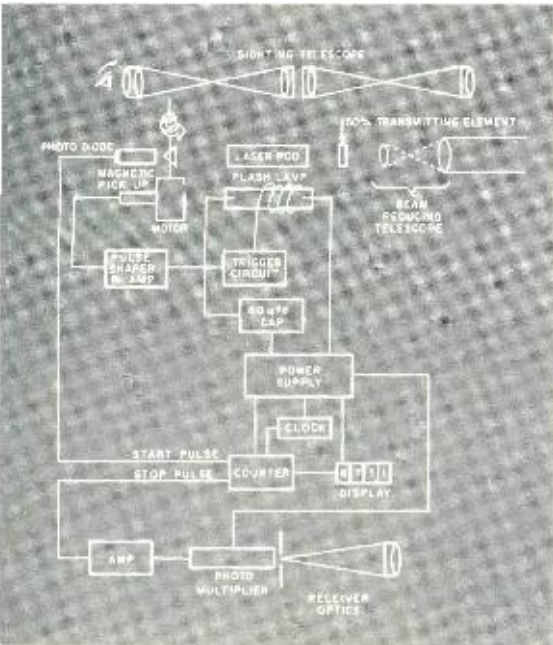 SIGHTING TELESCOPE
50% TRANSMITTING ELEMENT
PHOTO DIODE
LASER ROD
MAGNETIC
PICK UP
FLASH LAMP
MOTOR
BEAM
REDUCING
TELESCOPE
PULSE
SHAPER
& AMP
TRIGGER
CIRCUIT
CAP
POWER
SUPPLY
CLOCK
START PULSE
STOP PULSE
COUNTER
DISPLAY
AMP
PHOTO
MULTIPLIER
RECEIVER
OPTICS